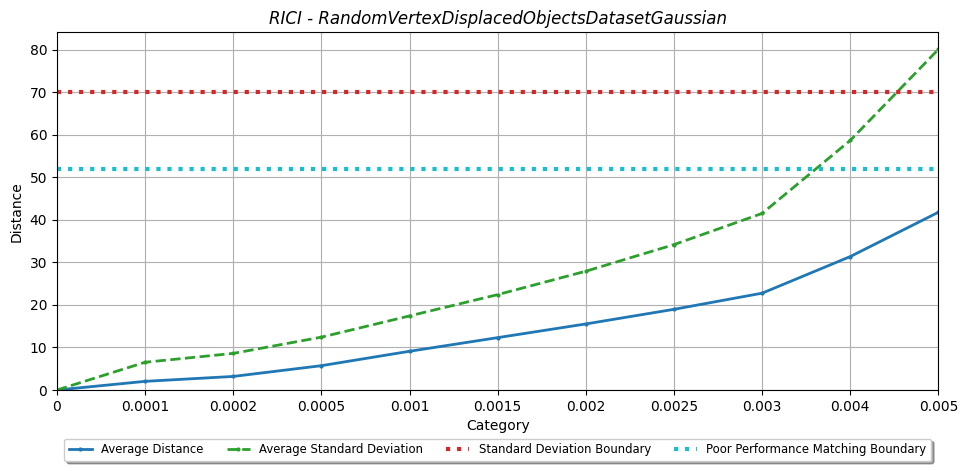 RICI - RandomVertexDisplacedObjectsDatasetGaussian
80
70
60
50
40
30
20
10
0
Distance
0 0.0001 0.0002 0.0005 0.001 0.0015 0.002 0.0025 0.003 0.004 0.005
Category
Average Distance Average Standard Deviation Standard Deviation Boundary Poor Performance Matching Boundary